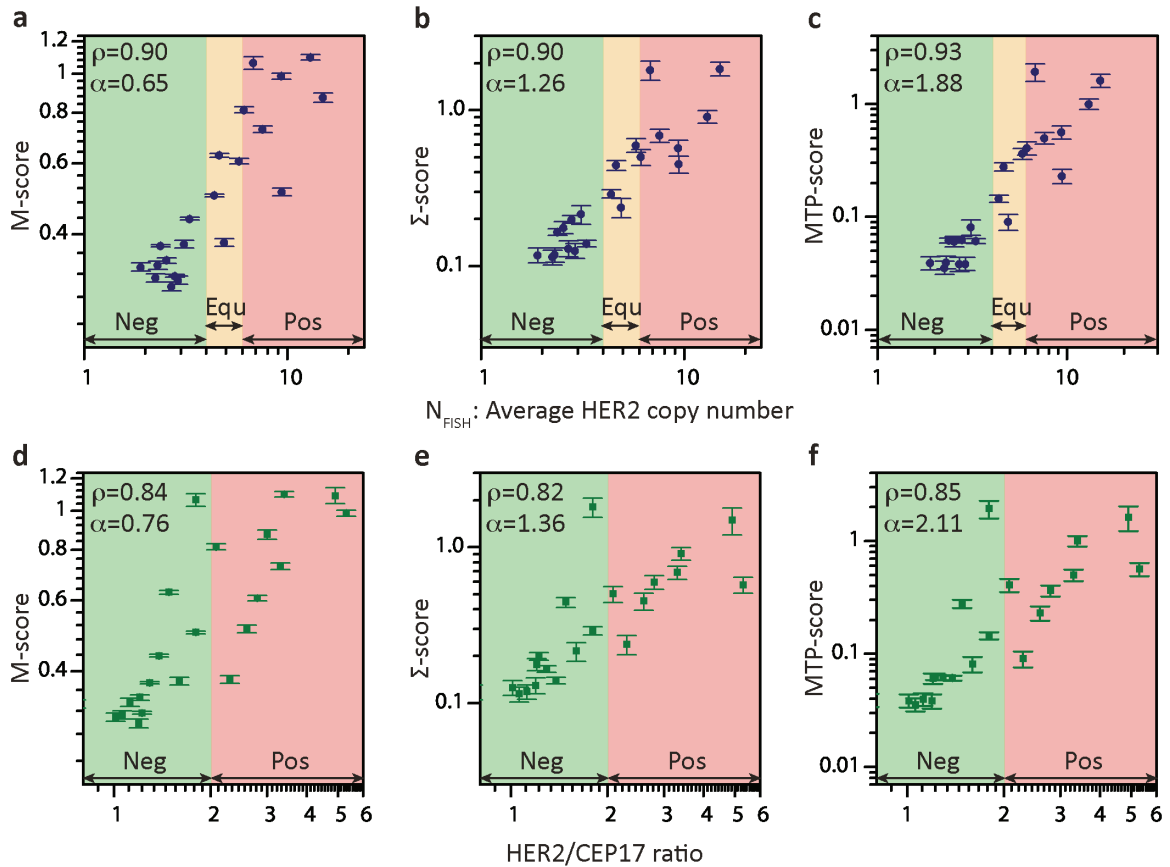 a
b
c
1.2
1
0.8
0.6
0.4
M-score
ρ=0.90
α=0.65
Neg
Equ
Pos
1
10
1.0
0.1
Σ-score
ρ=0.90
α=1.26
Neg
Equ
Pos
1
10
1
0.1
0.01
MTP-score
ρ=0.93
α=1.88
Neg
Equ
Pos
1
10
N_FISH: Average HER2 copy number
d
e
f
1.2
1
0.8
0.6
0.4
M-score
ρ=0.84
α=0.76
Neg
Pos
1 2 3 4 5 6
1.0
0.1
Σ-score
ρ=0.82
α=1.36
Neg
Pos
1 2 3 4 5 6
1
0.1
0.01
MTP-score
ρ=0.85
α=2.11
Neg
Pos
1 2 3 4 5 6
HER2/CEP17 ratio